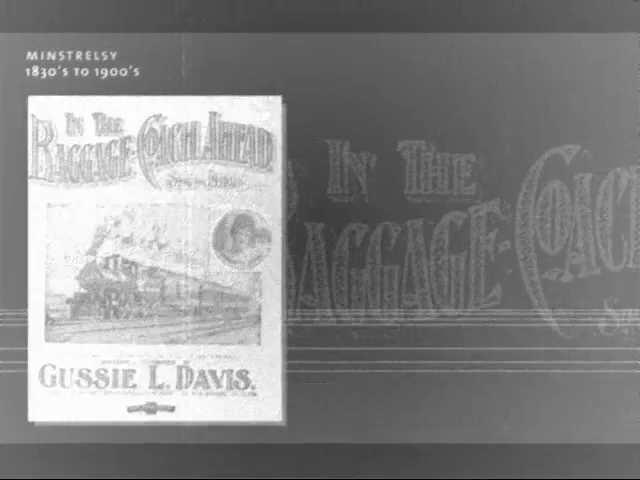 MINSTRELSY
1830's TO 1900's
IN THE
BAGGAGE COACH AHEAD
GUSSIE L. DAVIS.
IN THE
BAGGAGE COACH